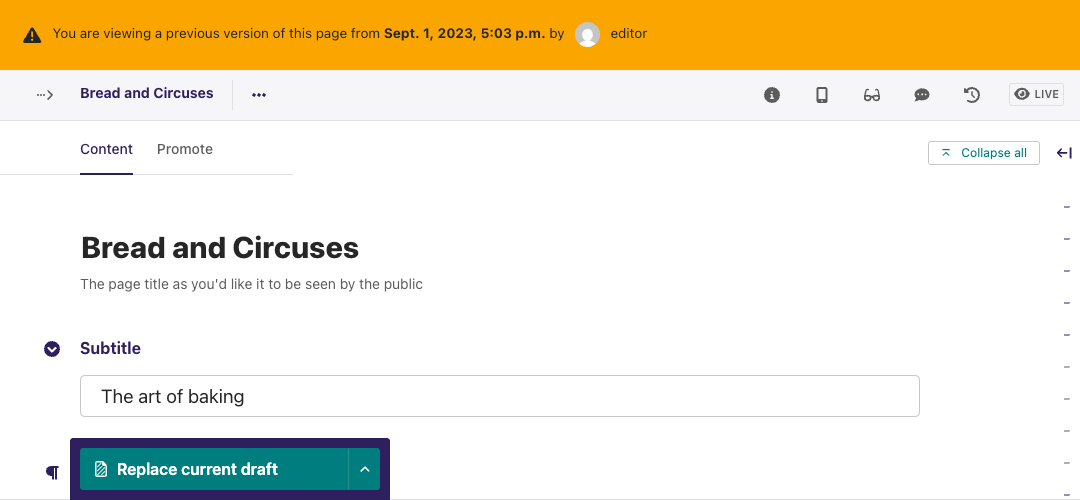 You are viewing a previous version of this page from Sept. 1, 2023, 5:03 p.m. by editor
Bread and Circuses
LIVE
Content Promote
Collapse all
Bread and Circuses
The page title as you'd like it to be seen by the public
Subtitle
The art of baking
Replace current draft